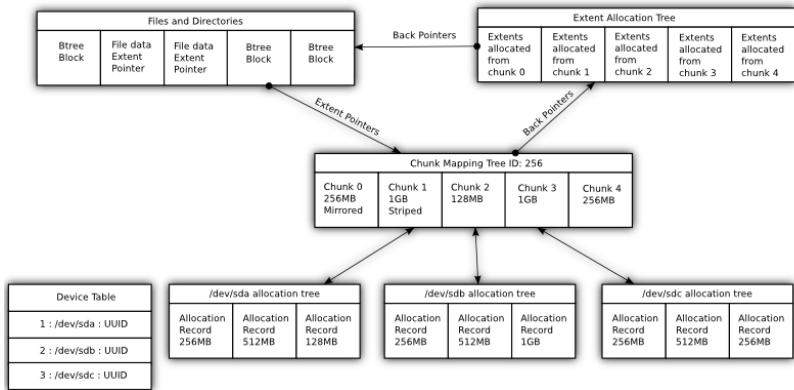 Files and Directories
Btree
Block
File data
Extent
Pointer
File data
Extent
Pointer
Btree
Block
Btree
Block
Back Pointers
Extent Allocation Tree
Extents
allocated
from
chunk 0
Extents
allocated
from
chunk 1
Extents
allocated
from
chunk 2
Extents
allocated
from
chunk 3
Extents
allocated
from
chunk 4
Extent Pointers
Back Pointers
Chunk Mapping Tree ID: 256
Chunk 0
256MB
Mirrored
Chunk 1
1GB
Striped
Chunk 2
128MB
Chunk 3
1GB
Chunk 4
256MB
Device Table
1 : /dev/sda : UUID
2 : /dev/sdb : UUID
3 : /dev/sdc : UUID
/dev/sda allocation tree
Allocation
Record
256MB
Allocation
Record
512MB
Allocation
Record
128MB
/dev/sdb allocation tree
Allocation
Record
256MB
Allocation
Record
512MB
Allocation
Record
1GB
/dev/sdc allocation tree
Allocation
Record
256MB
Allocation
Record
512MB
Allocation
Record
256MB